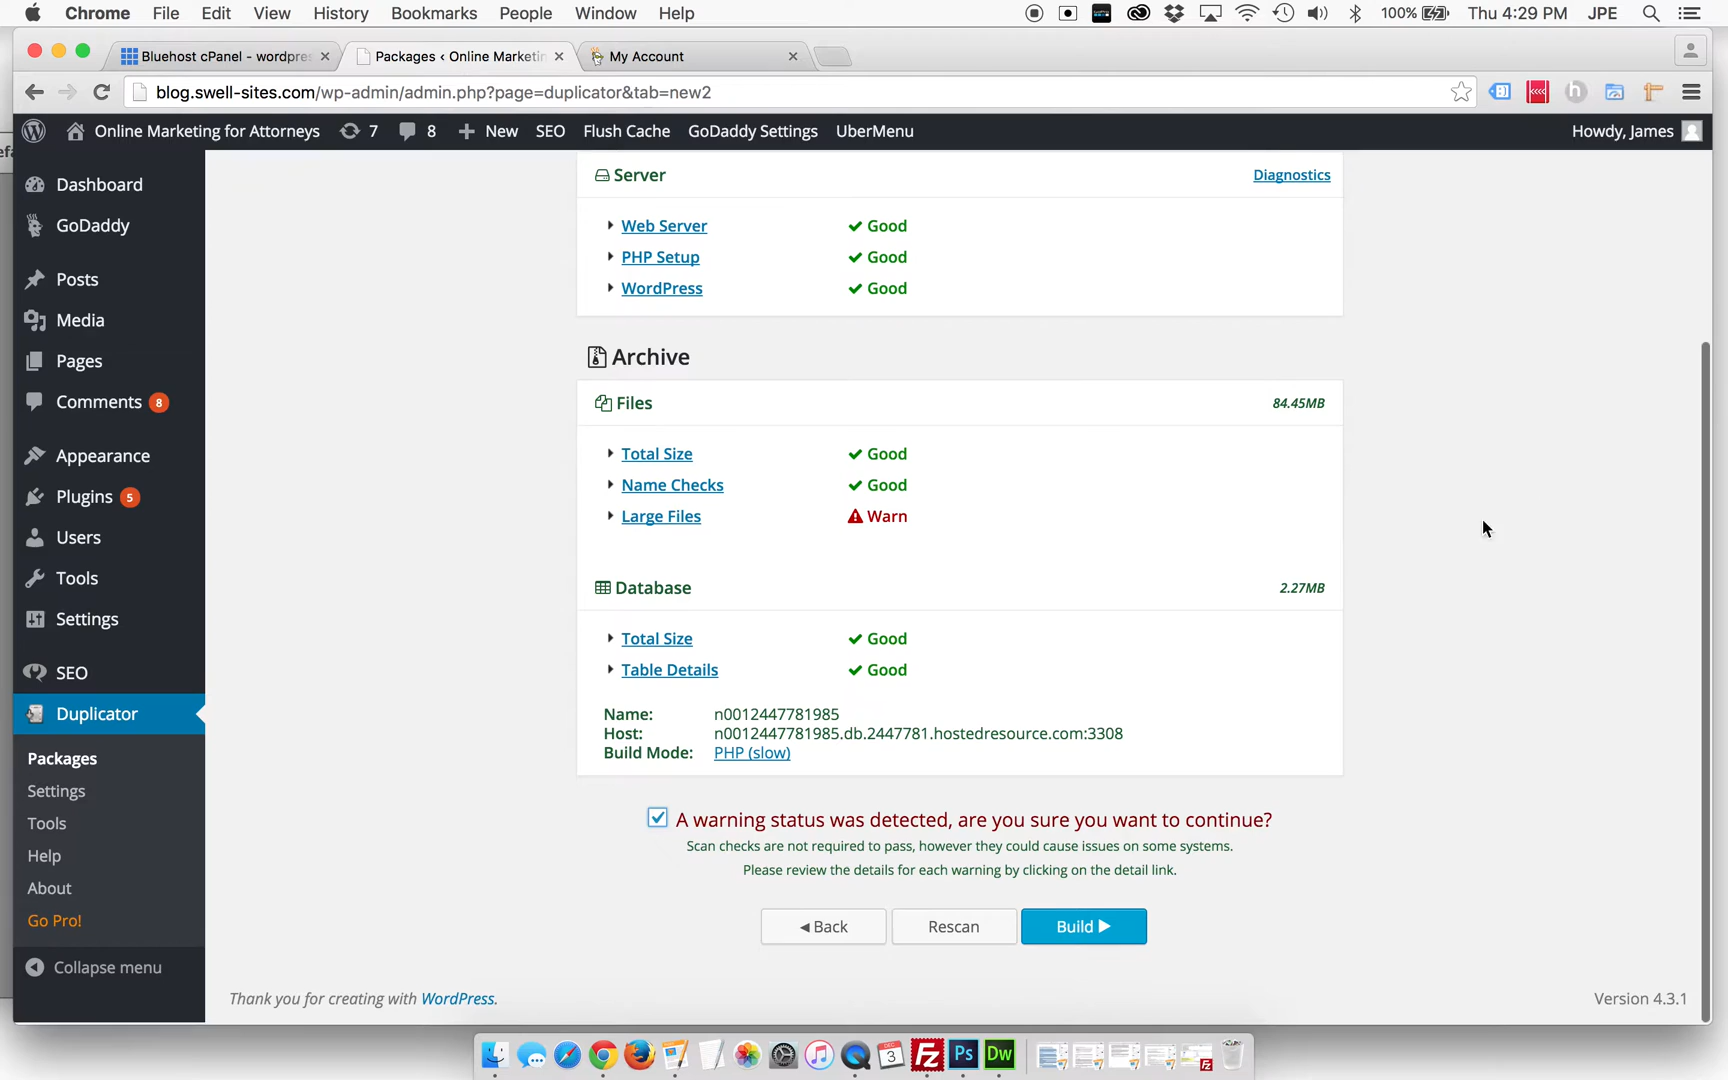 Chrome File Edit View History Bookmarks People Window Help 100% Thu 4:29 PM JPE
Bluehost cPanel - wordpres Packages ‹ Online Marketin My Account
blog.swell-sites.com/wp-admin/admin.php?page=duplicator&tab=new2
Online Marketing for Attorneys 7 8 New SEO Flush Cache GoDaddy Settings UberMenu Howdy, James
Dashboard
GoDaddy
Posts
Media
Pages
Comments 8
Appearance
Plugins 5
Users
Tools
Settings
SEO
Duplicator
Packages
Settings
Tools
Help
About
Go Pro!
Collapse menu
Server Diagnostics
Web Server Good
PHP Setup Good
WordPress Good
Archive
Files 84.45MB
Total Size Good
Name Checks Good
Large Files Warn
Database 2.27MB
Total Size Good
Table Details Good
Name: n0012447781985
Host: n0012447781985.db.2447781.hostedresource.com:3308
Build Mode: PHP (slow)
A warning status was detected, are you sure you want to continue?
Scan checks are not required to pass, however they could cause issues on some systems.
Please review the details for each warning by clicking on the detail link.
Back Rescan Build
Thank you for creating with WordPress. Version 4.3.1
DEC
3 Fz Ps Dw